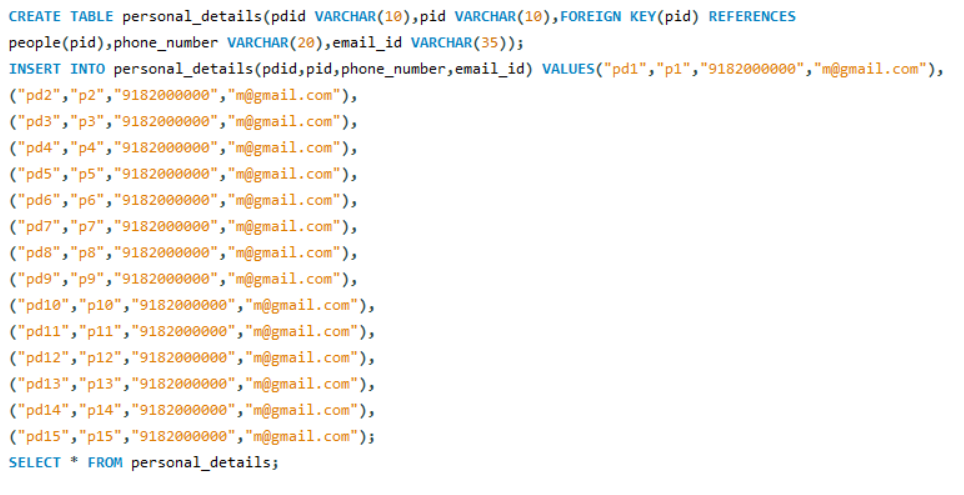 CREATE TABLE personal_details(pdid VARCHAR(10),pid VARCHAR(10),FOREIGN KEY(pid) REFERENCES
people(pid),phone_number VARCHAR(20),email_id VARCHAR(35));
INSERT INTO personal_details(pdid,pid,phone_number,email_id) VALUES("pd1","p1","9182000000","m@gmail.com"),
("pd2","p2","9182000000","m@gmail.com"),
("pd3","p3","9182000000","m@gmail.com"),
("pd4","p4","9182000000","m@gmail.com"),
("pd5","p5","9182000000","m@gmail.com"),
("pd6","p6","9182000000","m@gmail.com"),
("pd7","p7","9182000000","m@gmail.com"),
("pd8","p8","9182000000","m@gmail.com"),
("pd9","p9","9182000000","m@gmail.com"),
("pd10","p10","9182000000","m@gmail.com"),
("pd11","p11","9182000000","m@gmail.com"),
("pd12","p12","9182000000","m@gmail.com"),
("pd13","p13","9182000000","m@gmail.com"),
("pd14","p14","9182000000","m@gmail.com"),
("pd15","p15","9182000000","m@gmail.com");
SELECT * FROM personal_details;